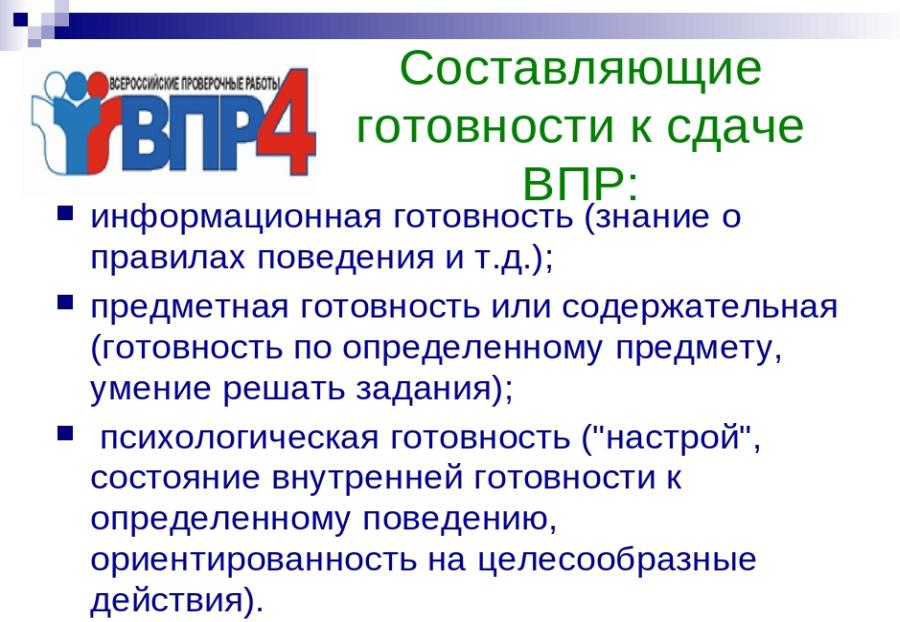 ВСЕРОССИЙСКИЕ ПРОВЕРОЧНЫЕ РАБОТЫ
ВПР4
Составляющие
готовности к сдаче
ВПР:
информационная готовность (знание о
правилах поведения и т.д.);
предметная готовность или содержательная
(готовность по определенному предмету,
умение решать задания);
психологическая готовность ("настрой",
состояние внутренней готовности к
определенному поведению,
ориентированность на целесообразные
действия).